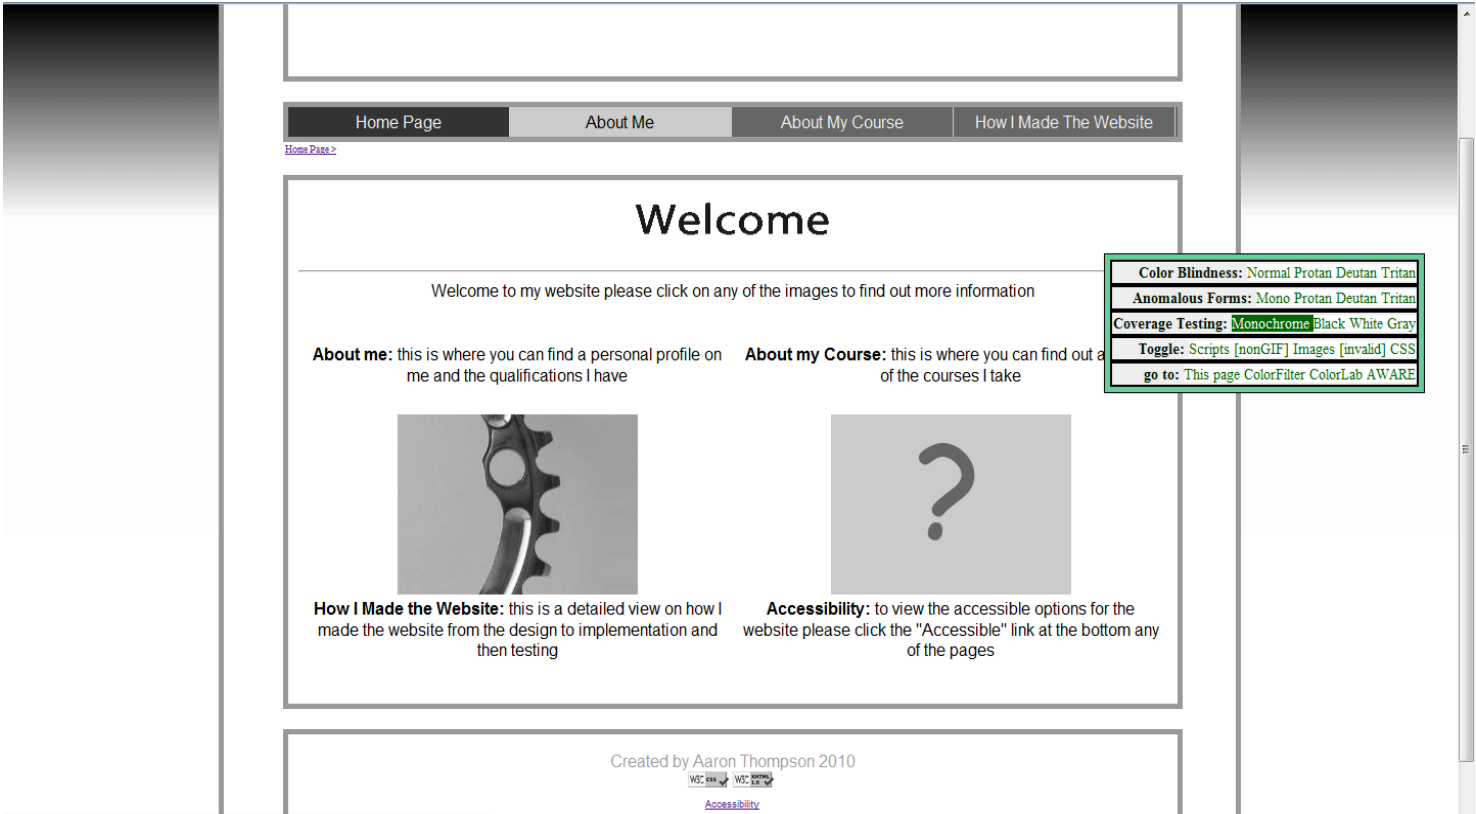 Home Page About Me About My Course How I Made The Website
Home Page >
Welcome
Welcome to my website please click on any of the images to find out more information
About me: this is where you can find a personal profile on
me and the qualifications I have
About my Course: this is where you can find out a
of the courses I take
Color Blindness: Normal Protan Deutan Tritan
Anomalous Forms: Mono Protan Deutan Tritan
Coverage Testing: Monochrome Black White Gray
Toggle: Scripts [nonGIF] Images [invalid] CSS
go to: This page ColorFilter ColorLab AWARE
?
How I Made the Website: this is a detailed view on how I
made the website from the design to implementation and
then testing
Accessibility: to view the accessible options for the
website please click the "Accessible" link at the bottom any
of the pages
Created by Aaron Thompson 2010
W3C css W3C XHTML 1.0
Accessibility